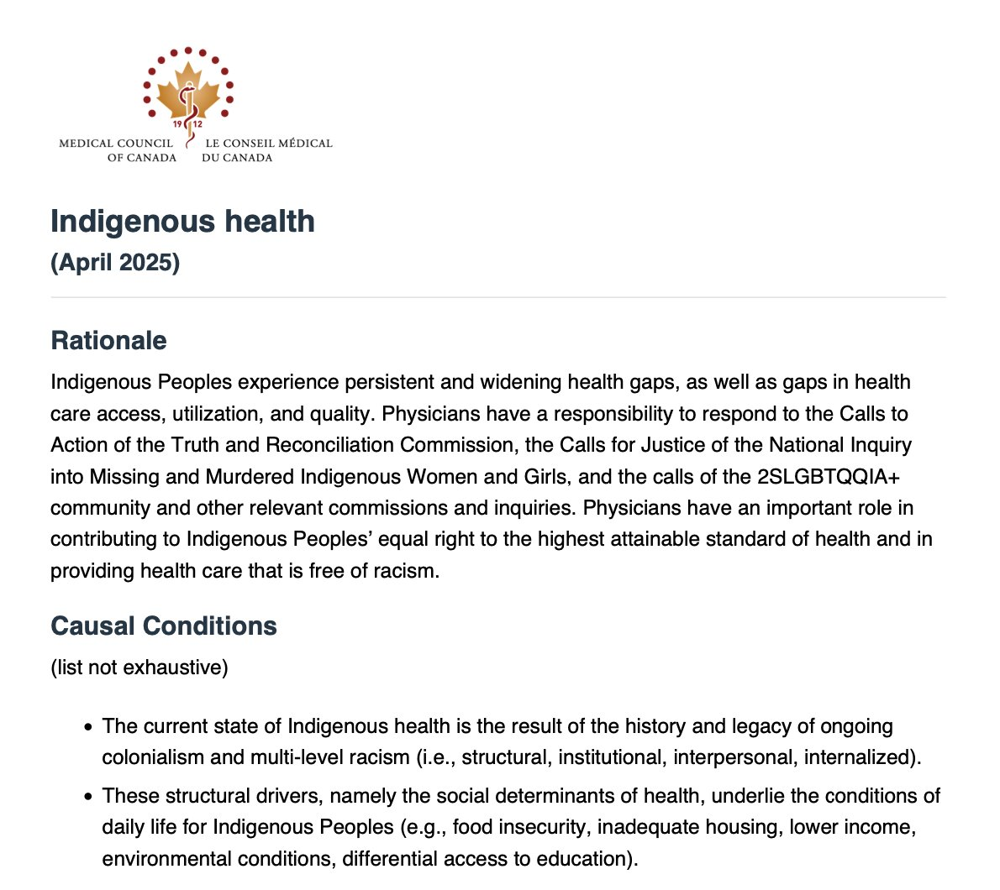 19 12
MEDICAL COUNCIL
OF CANADA
LE CONSEIL MÉDICAL
DU CANADA
Indigenous health
(April 2025)
Rationale
Indigenous Peoples experience persistent and widening health gaps, as well as gaps in health
care access, utilization, and quality. Physicians have a responsibility to respond to the Calls to
Action of the Truth and Reconciliation Commission, the Calls for Justice of the National Inquiry
into Missing and Murdered Indigenous Women and Girls, and the calls of the 2SLGBTQQIA+
community and other relevant commissions and inquiries. Physicians have an important role in
contributing to Indigenous Peoples’ equal right to the highest attainable standard of health and in
providing health care that is free of racism.
Causal Conditions
(list not exhaustive)
• The current state of Indigenous health is the result of the history and legacy of ongoing
colonialism and multi-level racism (i.e., structural, institutional, interpersonal, internalized).
• These structural drivers, namely the social determinants of health, underlie the conditions of
daily life for Indigenous Peoples (e.g., food insecurity, inadequate housing, lower income,
environmental conditions, differential access to education).